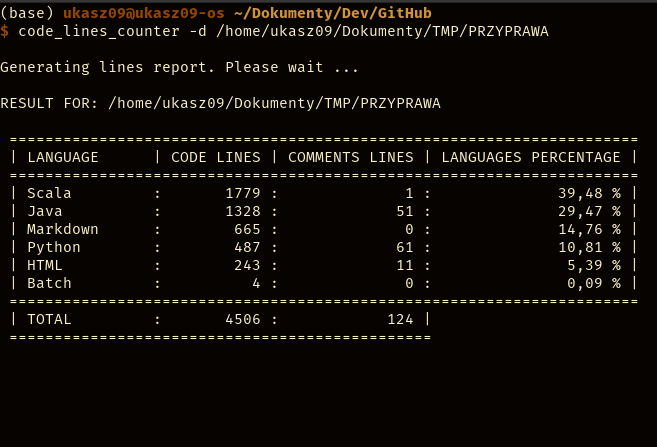 (base) ukasz09@ukasz09-os ~/Dokumenty/Dev/GitHub
$ code_lines_counter -d /home/ukasz09/Dokumenty/TMP/PRZYPRAWA
Generating lines report. Please wait ...
RESULT FOR: /home/ukasz09/Dokumenty/TMP/PRZYPRAWA
======================================================================
| LANGUAGE      | CODE LINES | COMMENTS LINES | LANGUAGES PERCENTAGE |
======================================================================
| Scala         :       1779 :              1 :              39,48 % |
| Java          :       1328 :             51 :              29,47 % |
| Markdown      :        665 :              0 :              14,76 % |
| Python        :        487 :             61 :              10,81 % |
| HTML          :        243 :             11 :               5,39 % |
| Batch         :          4 :              0 :               0,09 % |
======================================================================
| TOTAL         :       4506 :            124 |
===============================================